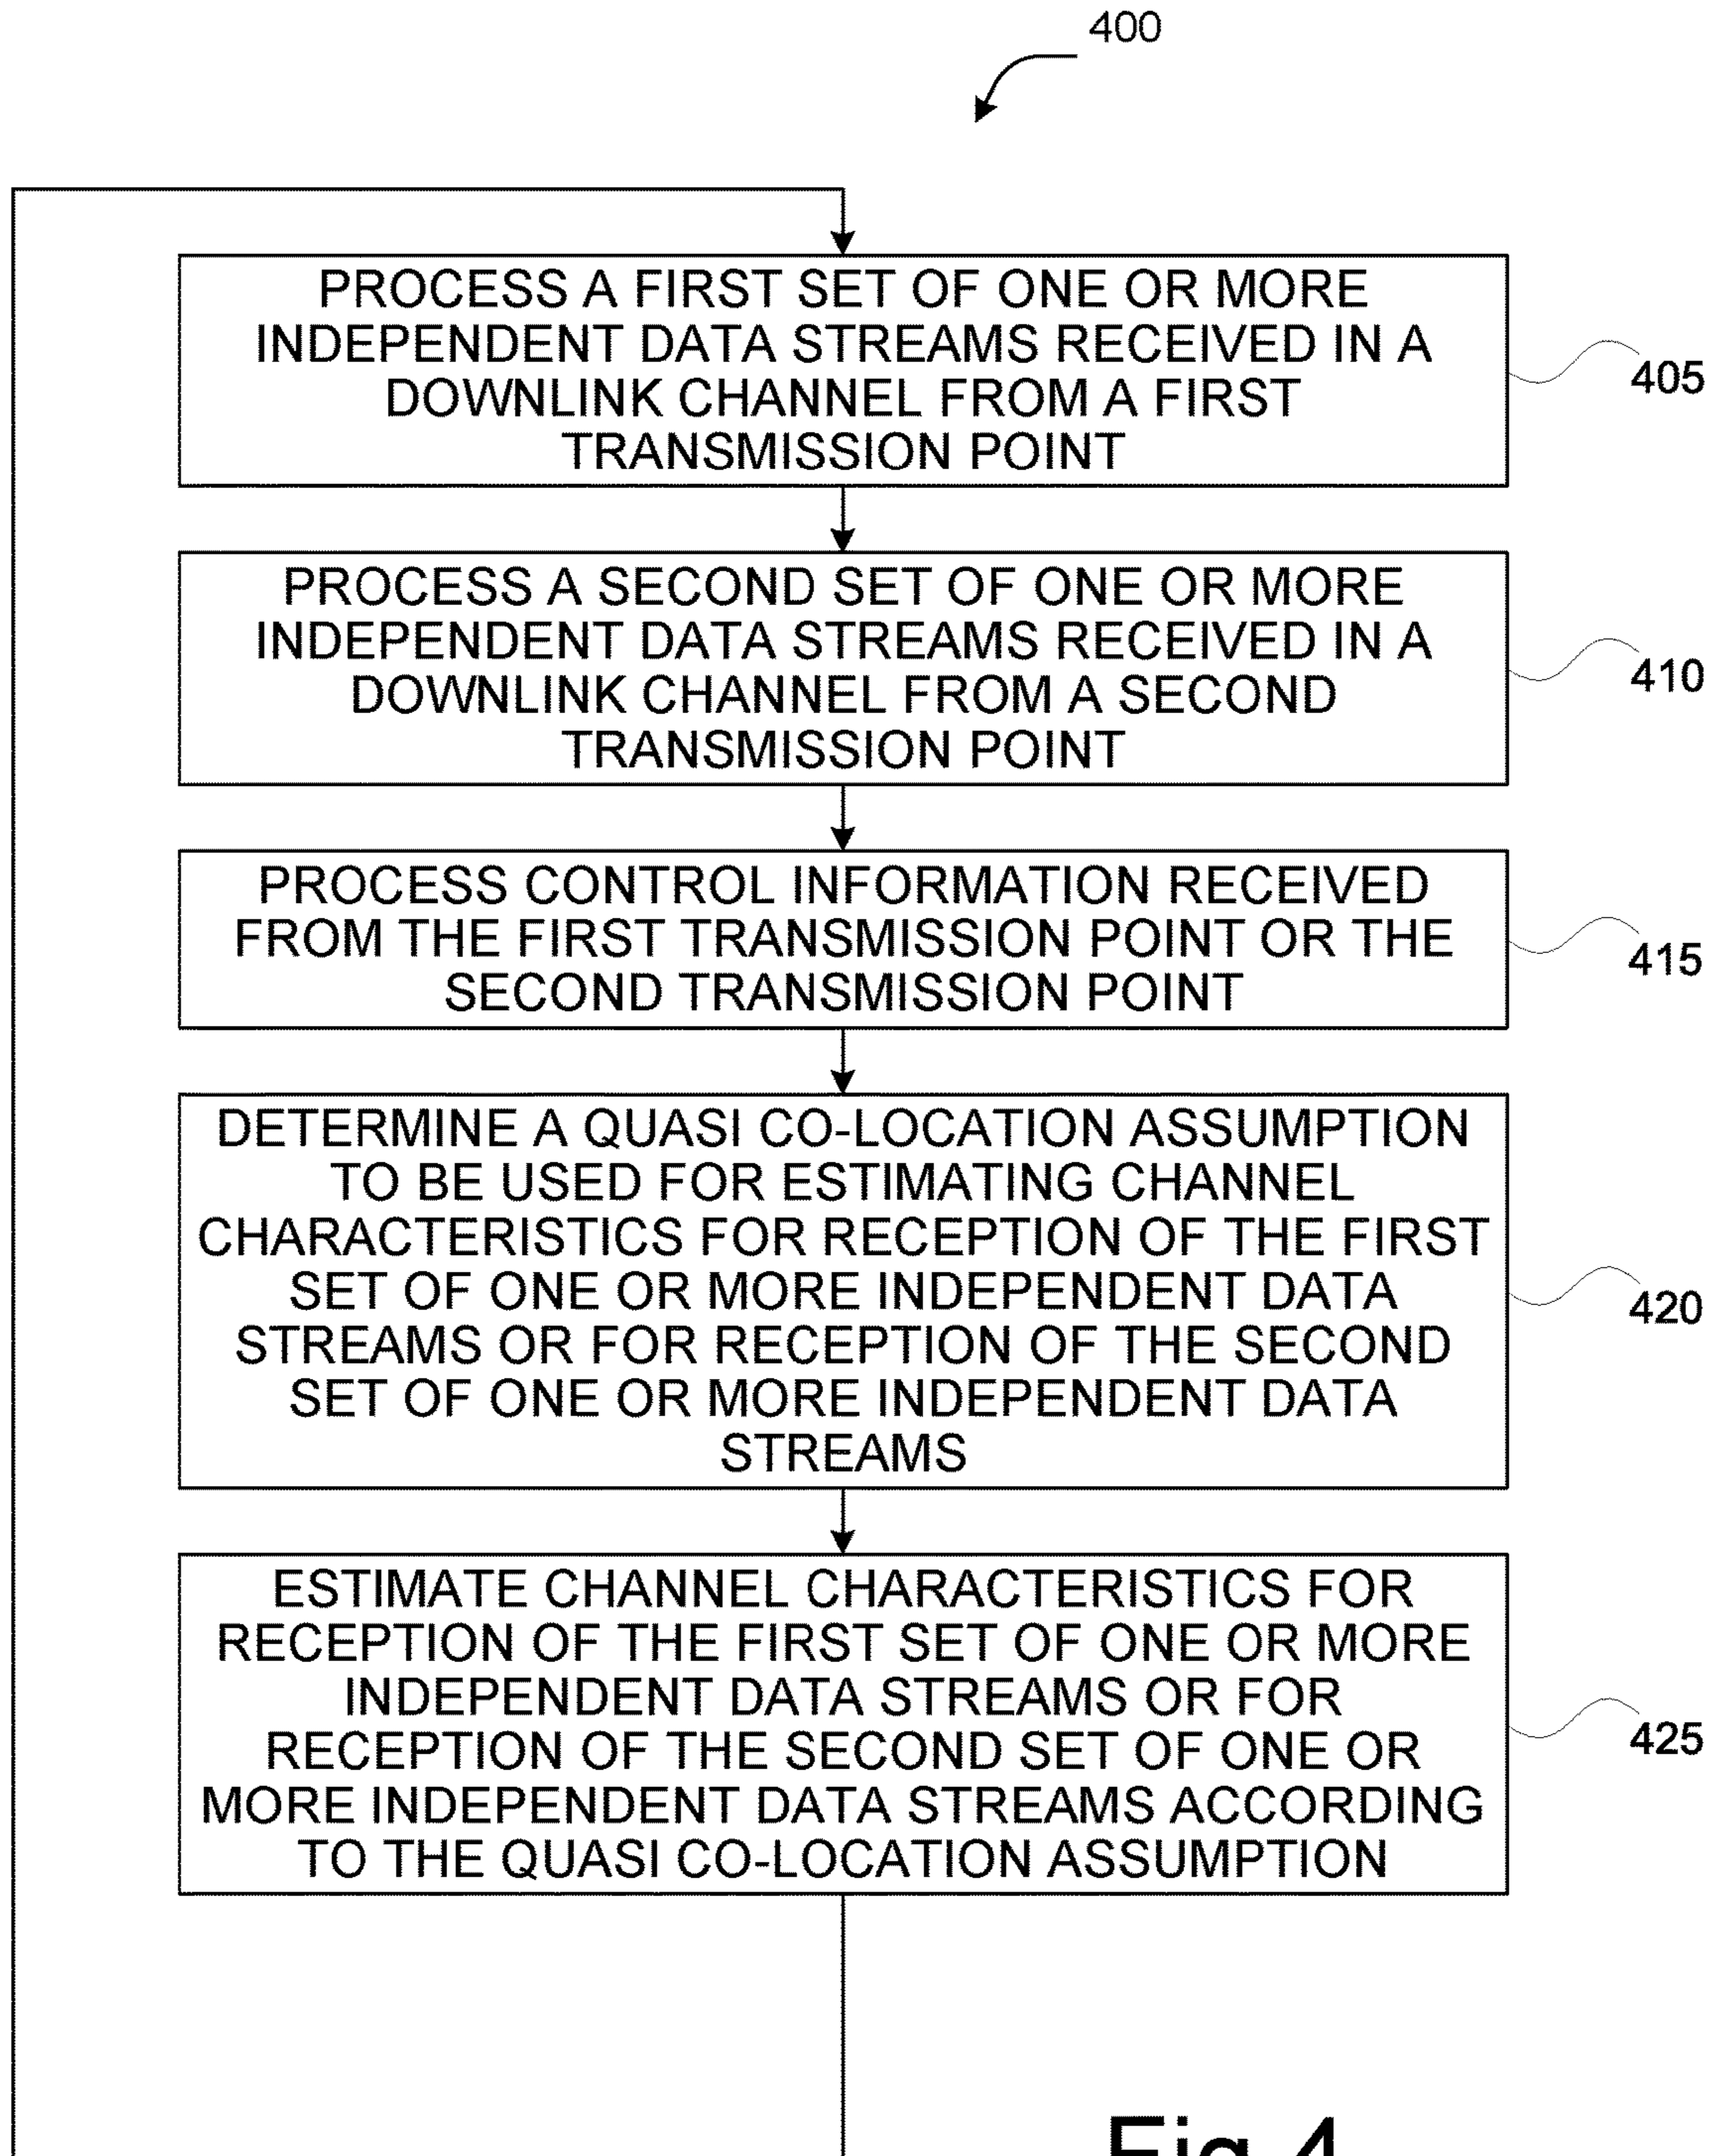 400
PROCESS A FIRST SET OF ONE OR MORE
INDEPENDENT DATA STREAMS RECEIVED IN A
DOWNLINK CHANNEL FROM A FIRST
TRANSMISSION POINT
405
PROCESS A SECOND SET OF ONE OR MORE
INDEPENDENT DATA STREAMS RECEIVED IN A
DOWNLINK CHANNEL FROM A SECOND
TRANSMISSION POINT
410
PROCESS CONTROL INFORMATION RECEIVED
FROM THE FIRST TRANSMISSION POINT OR THE
SECOND TRANSMISSION POINT
415
DETERMINE A QUASI CO-LOCATION ASSUMPTION
TO BE USED FOR ESTIMATING CHANNEL
CHARACTERISTICS FOR RECEPTION OF THE FIRST
SET OF ONE OR MORE INDEPENDENT DATA
STREAMS OR FOR RECEPTION OF THE SECOND
SET OF ONE OR MORE INDEPENDENT DATA
STREAMS
420
ESTIMATE CHANNEL CHARACTERISTICS FOR
RECEPTION OF THE FIRST SET OF ONE OR MORE
INDEPENDENT DATA STREAMS OR FOR
RECEPTION OF THE SECOND SET OF ONE OR
MORE INDEPENDENT DATA STREAMS ACCORDING
TO THE QUASI CO-LOCATION ASSUMPTION
425
Fig 4